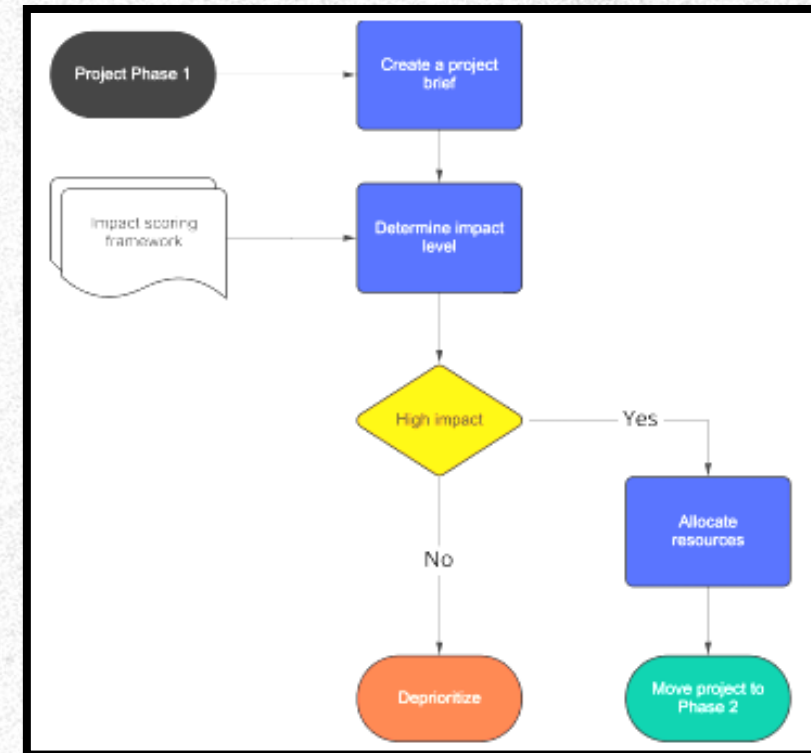 Project Phase 1
Create a project
brief
Impact scoring
framework
Determine impact
level
High impact
Yes
No
Allocate
resources
Deprioritize
Move project to
Phase 2